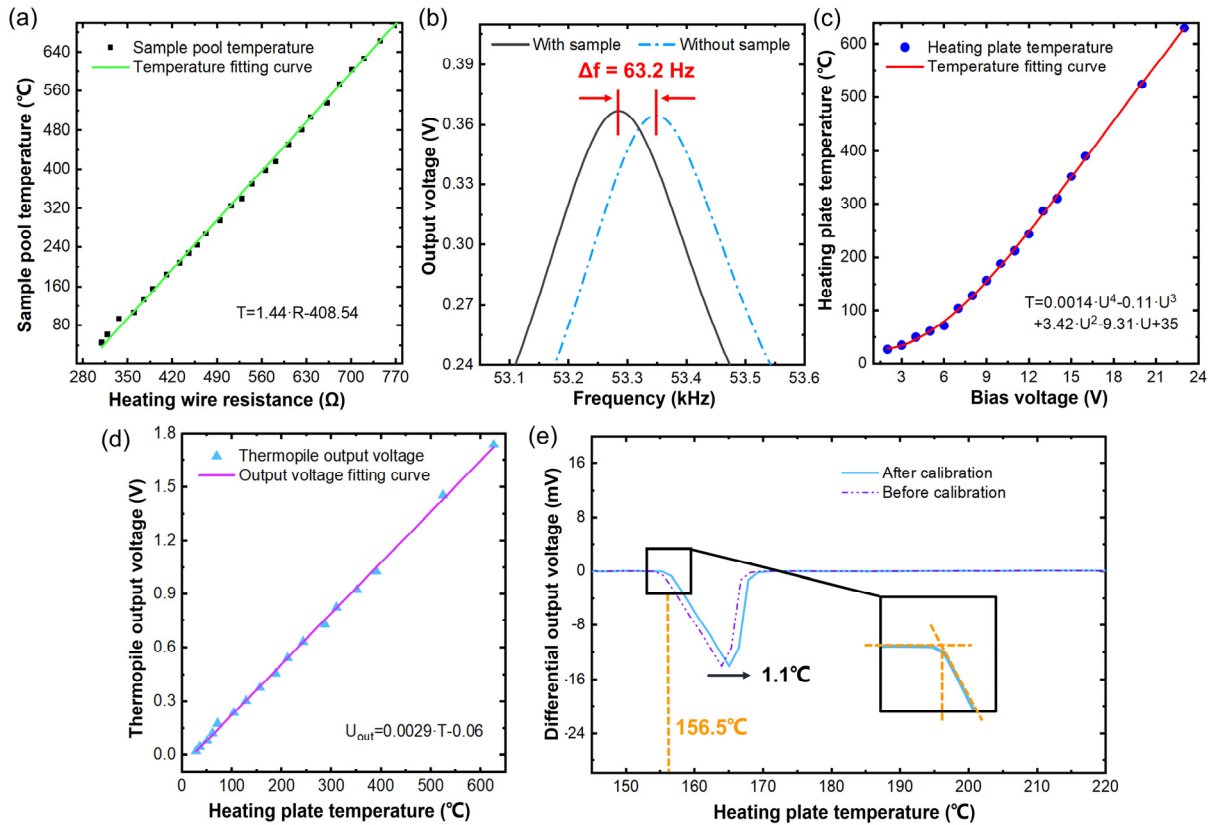 (a)
Sample pool temperature
Temperature fitting curve
Sample pool temperature (℃)
640
560
480
400
320
240
160
80
T=1.44·R-408.54
280
350
420
490
560
630
700
770
Heating wire resistance (Ω)
(b)
With sample
Without sample
Δf = 63.2 Hz
Output voltage (V)
0.39
0.36
0.33
0.30
0.27
0.24
53.1
53.2
53.3
53.4
53.5
53.6
Frequency (kHz)
(c)
Heating plate temperature
Temperature fitting curve
Heating plate temperature (℃)
600
500
400
300
200
100
0
T=0.0014·U⁴-0.11·U³
+3.42·U²-9.31·U+35
3
6
9
12
15
18
21
24
Bias voltage (V)
(d)
Thermopile output voltage
Output voltage fitting curve
Thermopile output voltage (V)
1.8
1.5
1.2
0.9
0.6
0.3
0.0
Uout=0.0029·T-0.06
0
100
200
300
400
500
600
Heating plate temperature (℃)
(e)
After calibration
Before calibration
Differential output voltage (mV)
16
8
0
-8
-16
-24
1.1℃
156.5℃
150
160
170
180
190
200
210
220
Heating plate temperature (℃)